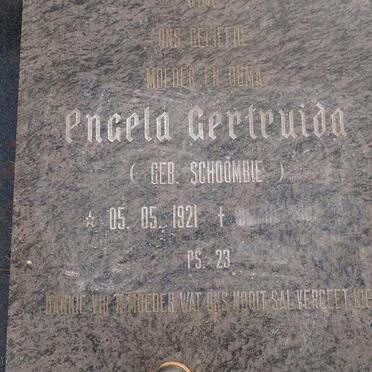 ONS GELIEFDE
MOEDER EN OUMA
Engela Gertruida
( GEB. SCHOOMBIE )
☆ 05. 05. 1921 †
PS. 23
DANKIE VIR 'N MOEDER WAT ONS NOOIT SAL VERGEET NIE